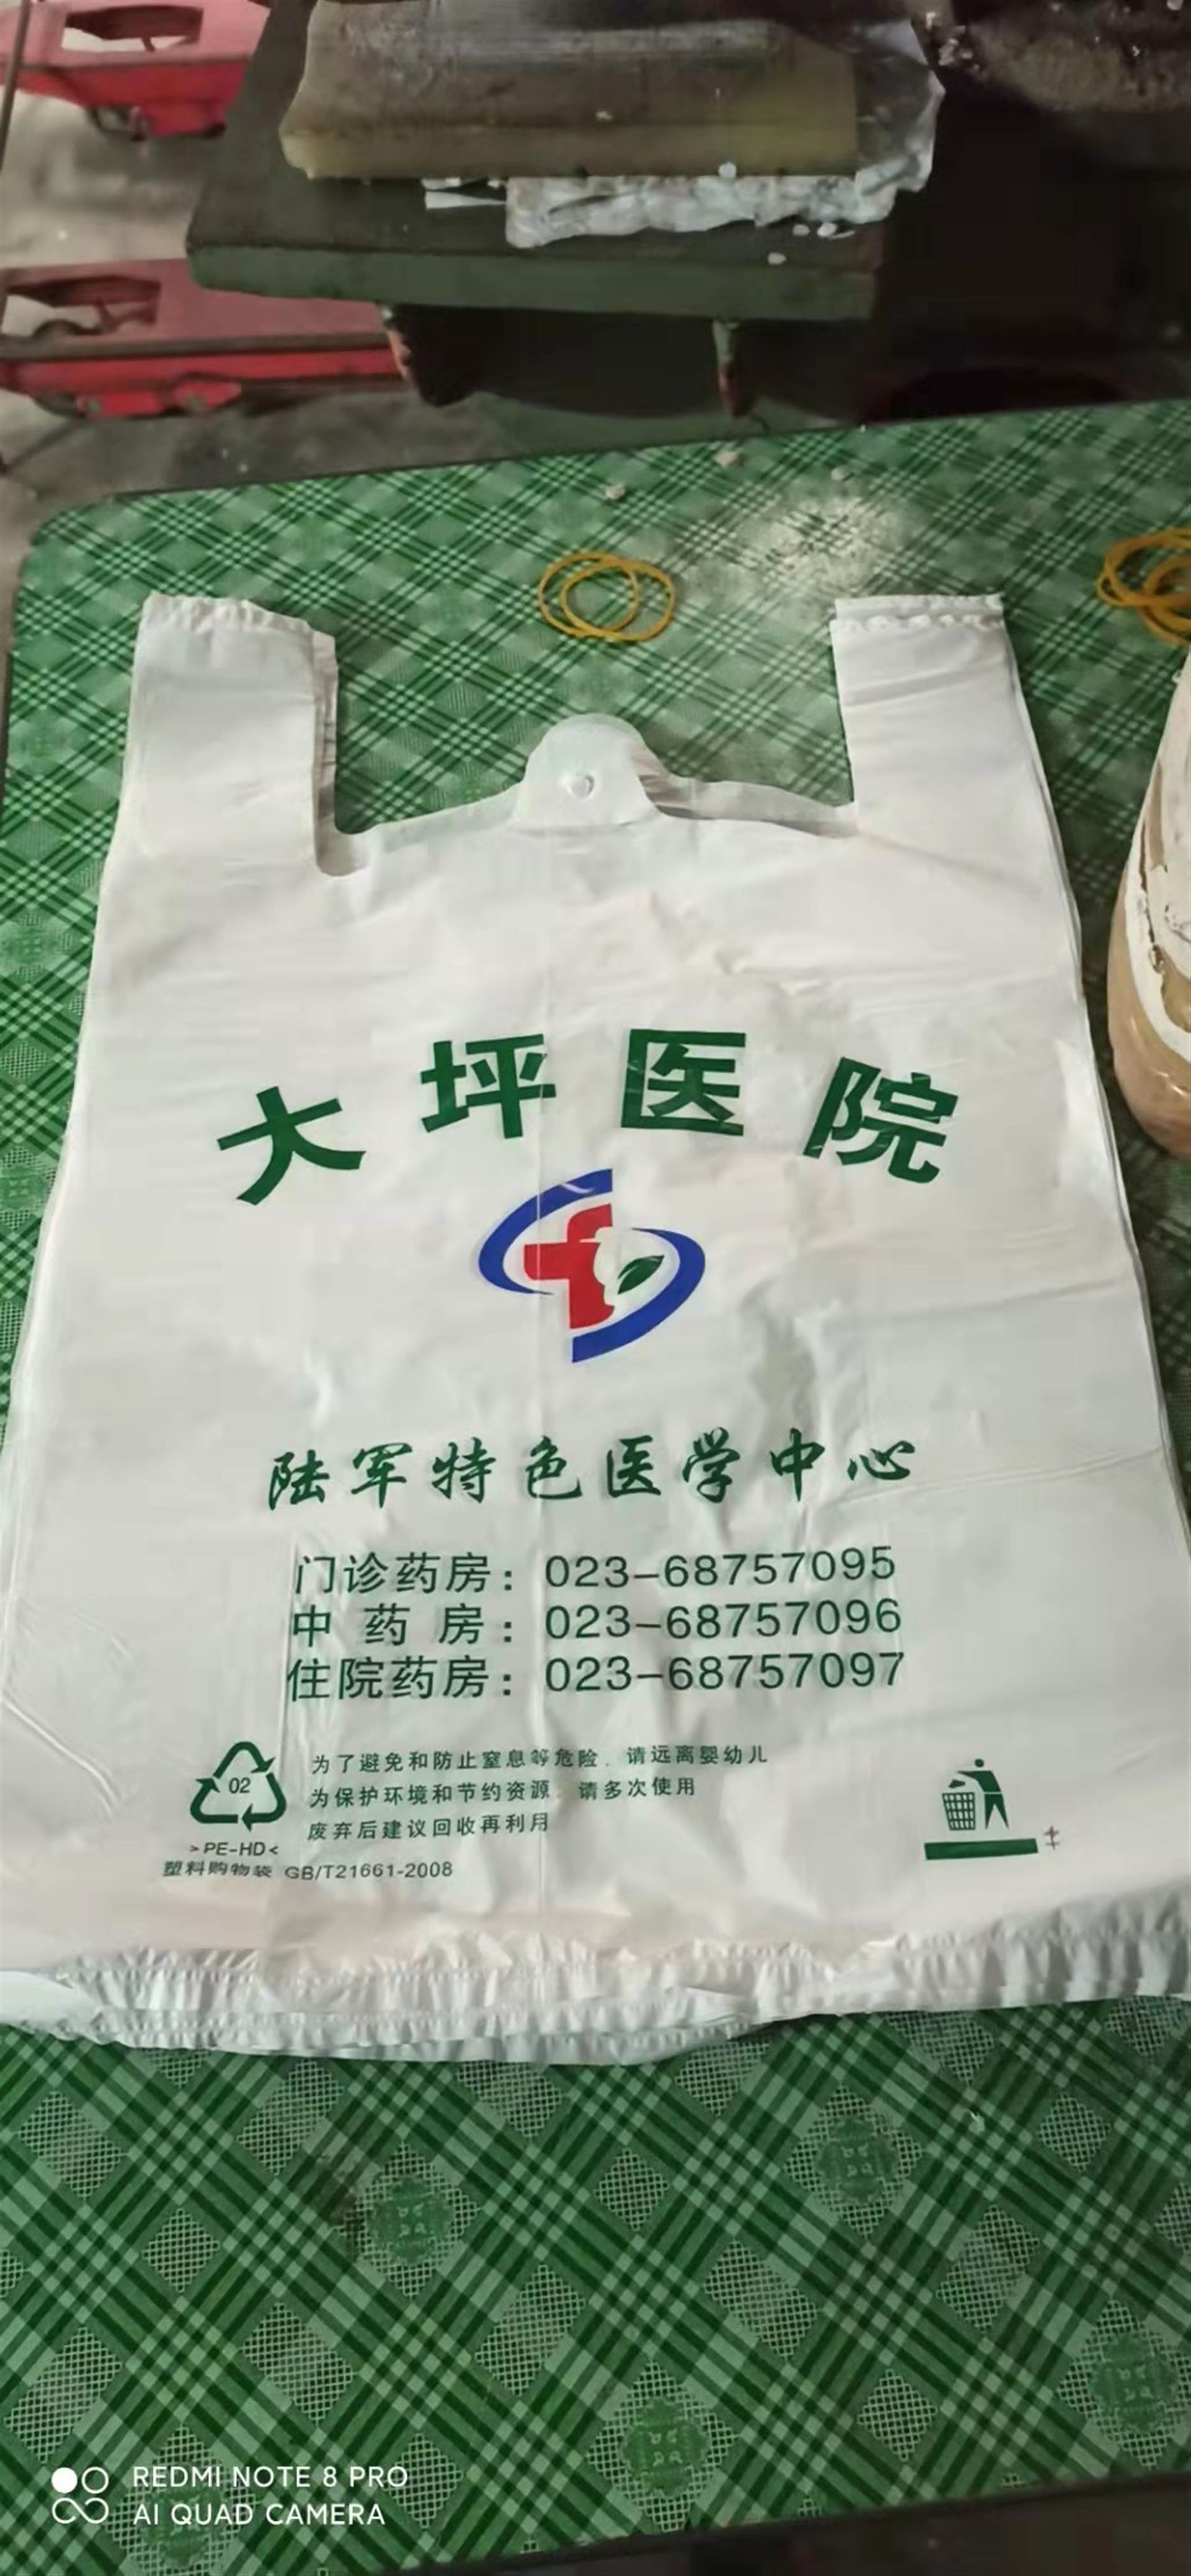 大坪医院
陆军特色医学中心
门诊药房：023-68757095
中药房：023-68757096
住院药房：023-68757097
02
为了避免和防止窒息等危险．请远离婴幼儿
为保护环境和节约资源．请多次使用
废弃后建议回收再利用
>PE-HD<
塑料购物袋 GB/T21661-2008
REDMI NOTE 8 PRO
AI QUAD CAMERA